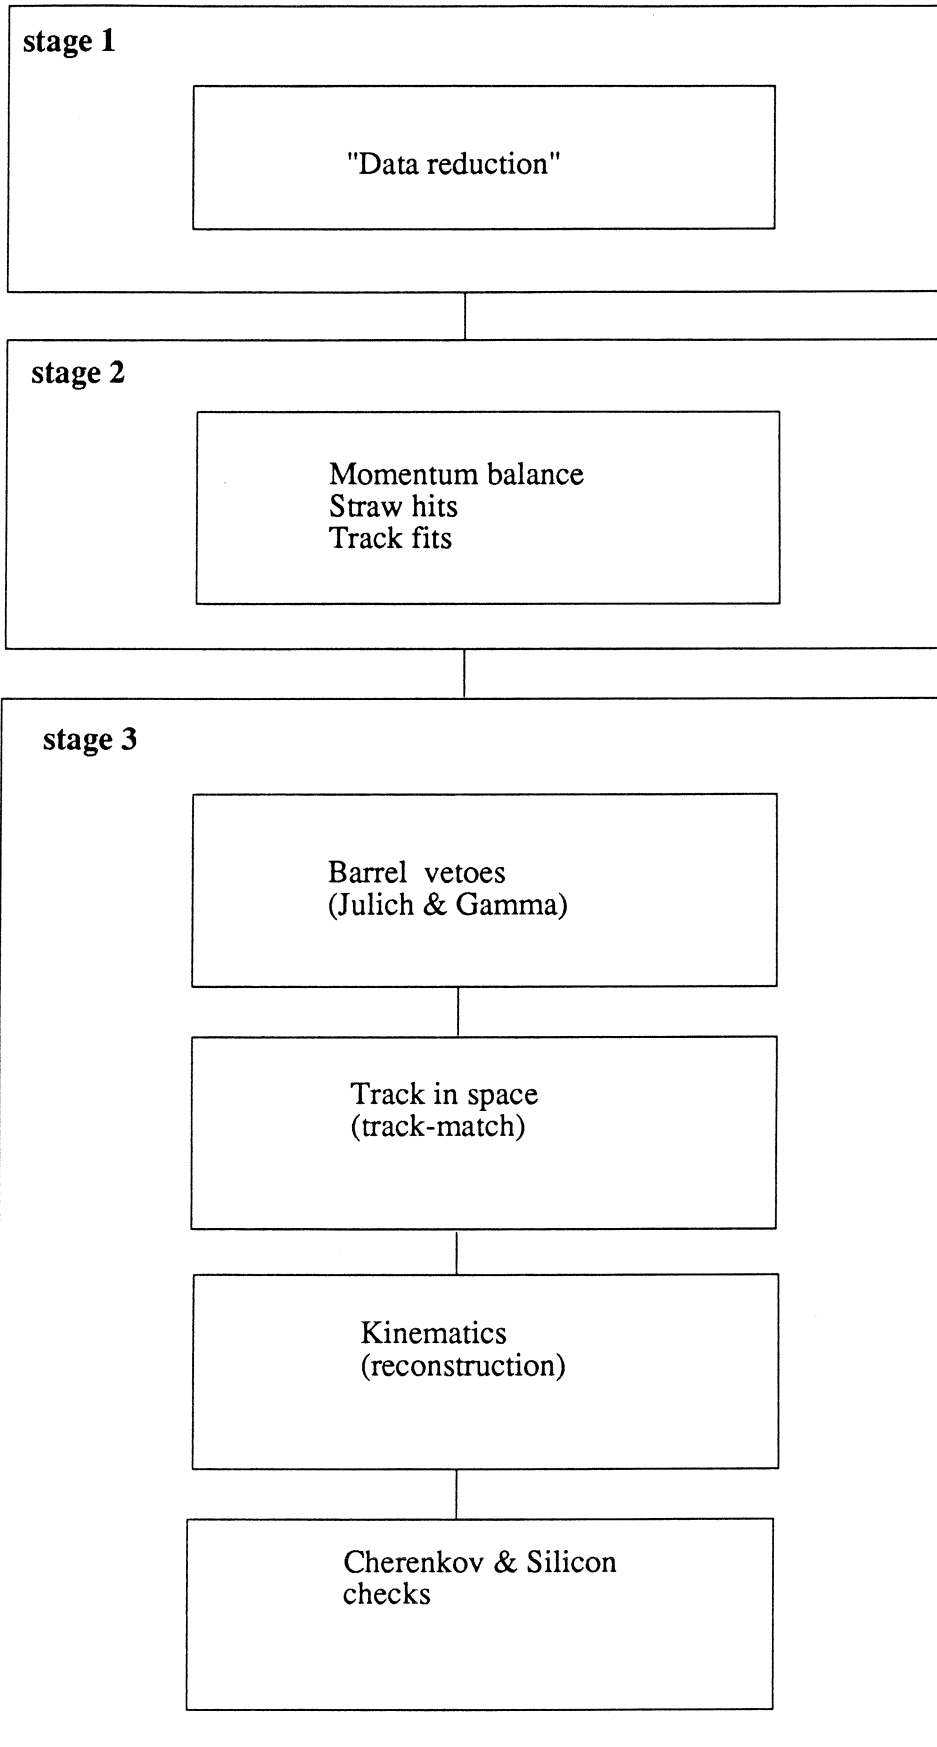 stage 1
"Data reduction"
stage 2
Momentum balance
Straw hits
Track fits
stage 3
Barrel vetoes
(Julich & Gamma)
Track in space
(track-match)
Kinematics
(reconstruction)
Cherenkov & Silicon
checks